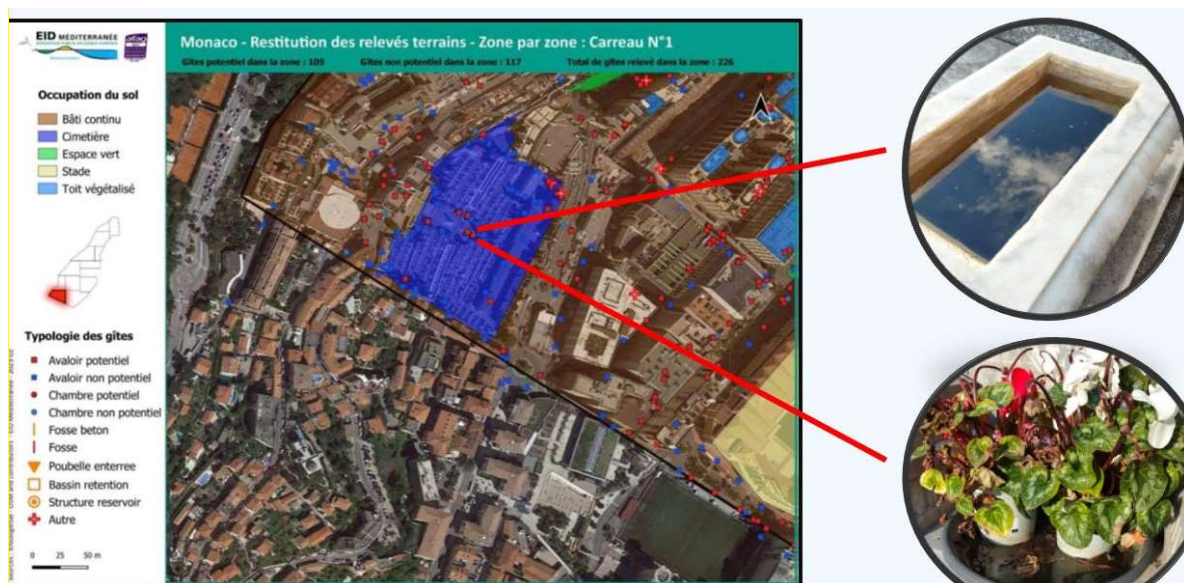 EID MÉDITERRANÉE
Monaco - Restitution des relevés terrains - Zone par zone : Carreau N°1
Gîtes potentiel dans la zone : 109
Gîtes non potentiel dans la zone : 117
Total de gîtes relevé dans la zone : 226
Occupation du sol
Bâti continu
Cimetière
Espace vert
Stade
Toit végétalisé
Typologie des gîtes
Avaloir potentiel
Avaloir non potentiel
Chambre potentiel
Chambre non potentiel
Fosse beton
Fosse
Poubelle enterree
Bassin retention
Structure reservoir
Autre
0 25 50 m